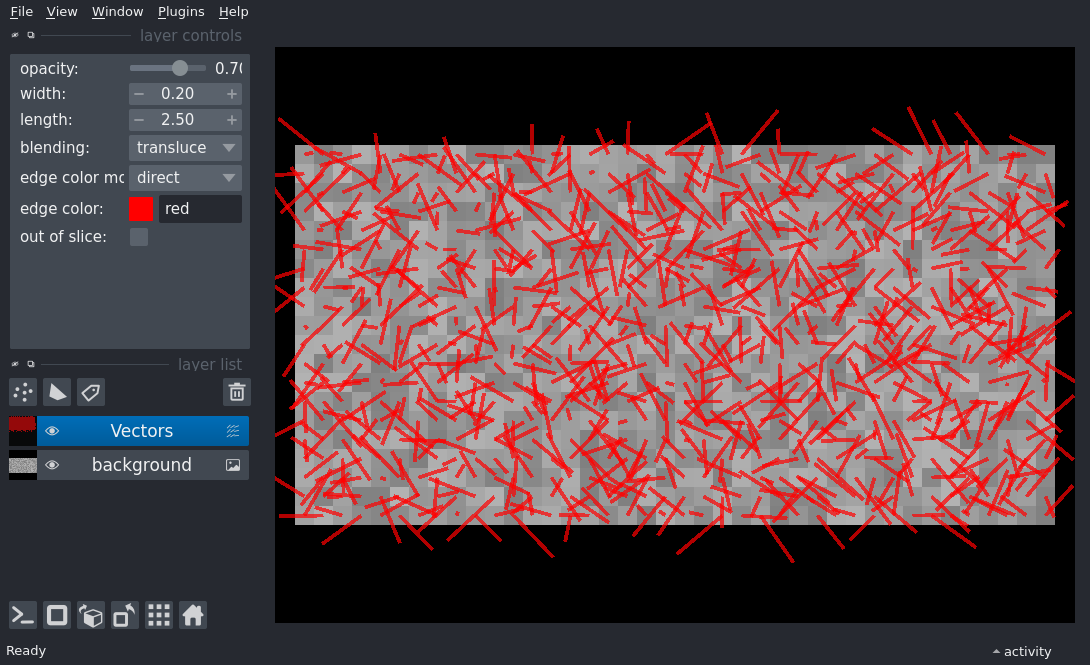 File View Window Plugins Help
layer controls
opacity: 0.70
width: − 0.20 +
length: − 2.50 +
blending: transluce
edge color mo direct
edge color: red
out of slice:
layer list
Vectors
background
Ready
activity